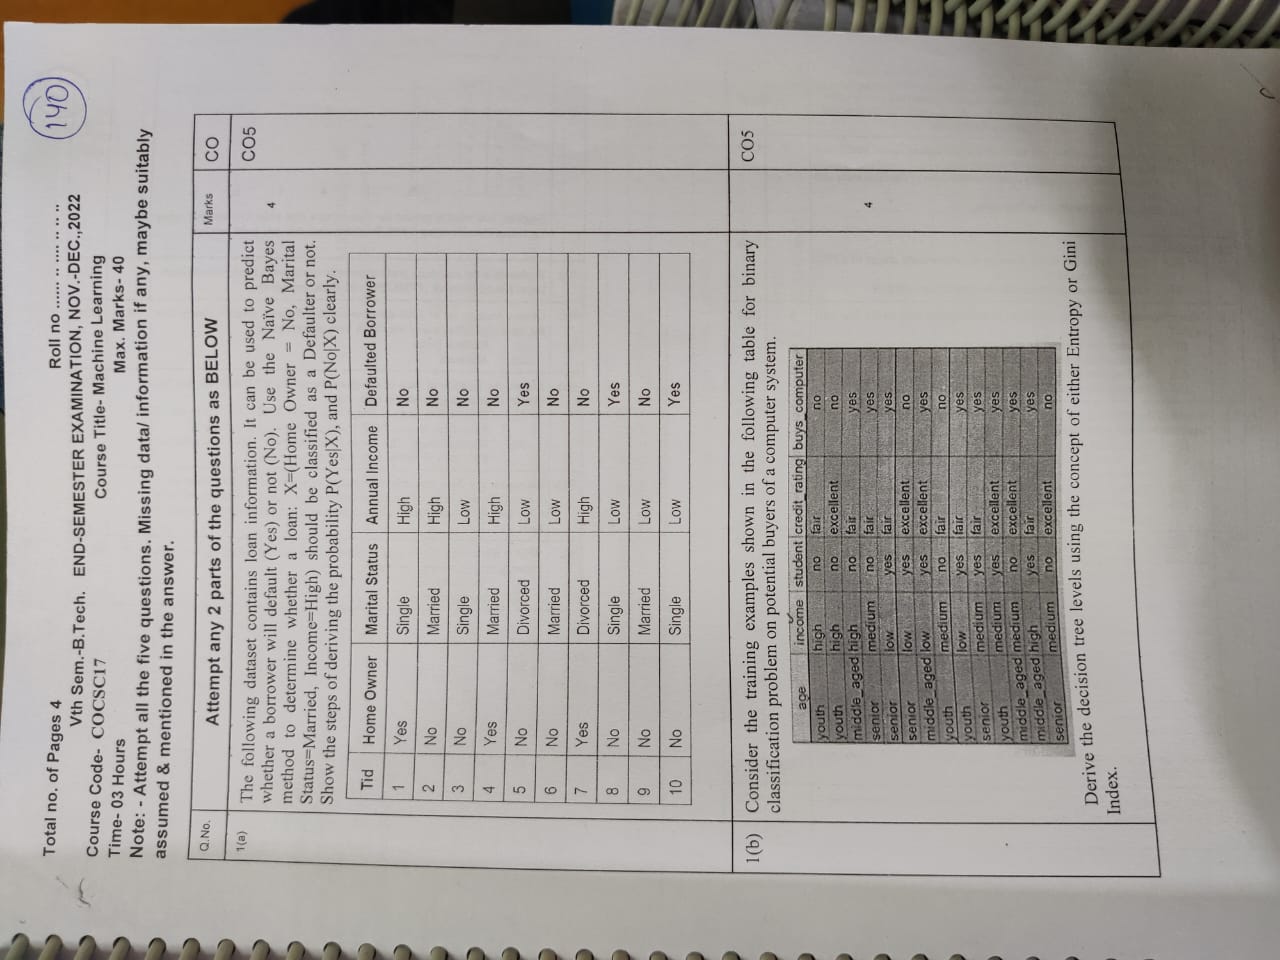 140
Total no. of Pages 4 Roll no ...... .. .... .. .. ..
Vth Sem.-B.Tech. END-SEMESTER EXAMINATION, NOV.-DEC.,2022
Course Code- COCSC17 Course Title- Machine Learning
Time- 03 Hours Max. Marks- 40
Note: - Attempt all the five questions. Missing data/ information if any, maybe suitably
assumed & mentioned in the answer.
Q.No. Attempt any 2 parts of the questions as BELOW Marks CO
1(a) The following dataset contains loan information. It can be used to predict 4 CO5
whether a borrower will default (Yes) or not (No). Use the Naïve Bayes
method to determine whether a loan: X=(Home Owner = No, Marital
Status=Married, Income=High) should be classified as a Defaulter or not.
Show the steps of deriving the probability P(Yes|X), and P(No|X) clearly.
Tid Home Owner Marital Status Annual Income Defaulted Borrower
1 Yes Single High No
2 No Married High No
3 No Single Low No
4 Yes Married High No
5 No Divorced Low Yes
6 No Married Low No
7 Yes Divorced High No
8 No Single Low Yes
9 No Married Low No
10 No Single Low Yes
1(b) Consider the training examples shown in the following table for binary 4 CO5
classification problem on potential buyers of a computer system.
age income student credit_rating buys_computer
youth high no fair no
youth high no excellent no
middle_aged high no fair yes
senior medium no fair yes
senior low yes fair yes
senior low yes excellent no
middle_aged low yes excellent yes
youth medium no fair no
youth low yes fair yes
senior medium yes fair yes
youth medium yes excellent yes
middle_aged medium no excellent yes
middle_aged high yes fair yes
senior medium no excellent no
Derive the decision tree levels using the concept of either Entropy or Gini
Index.